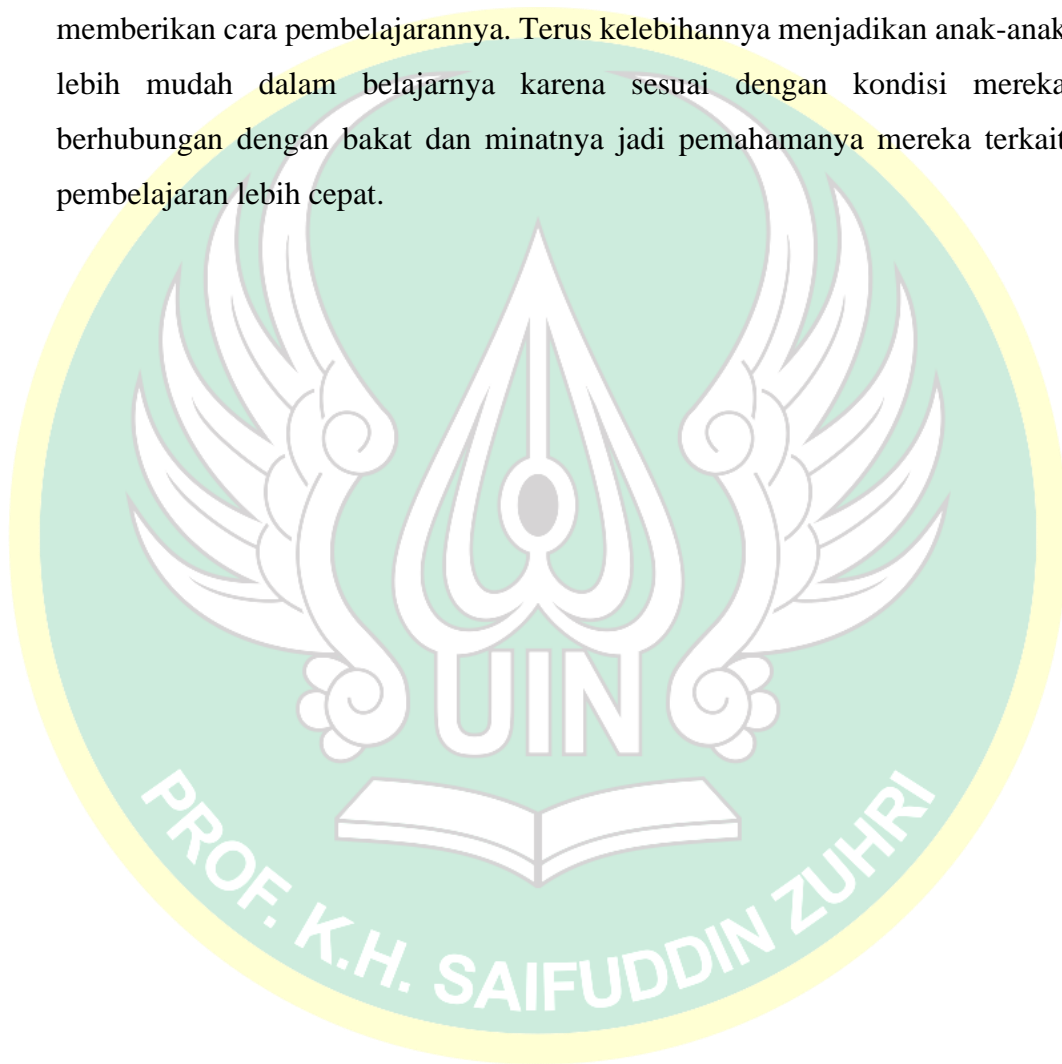 memberikan cara pembelajarannya. Terus kelebihannya menjadikan anak-anak
lebih mudah dalam belajarnya karena sesuai dengan kondisi mereka
berhubungan dengan bakat dan minatnya jadi pemahamanya mereka terkait
pembelajaran lebih cepat.
UIN
PROF. K.H. SAIFUDDIN ZUHRI